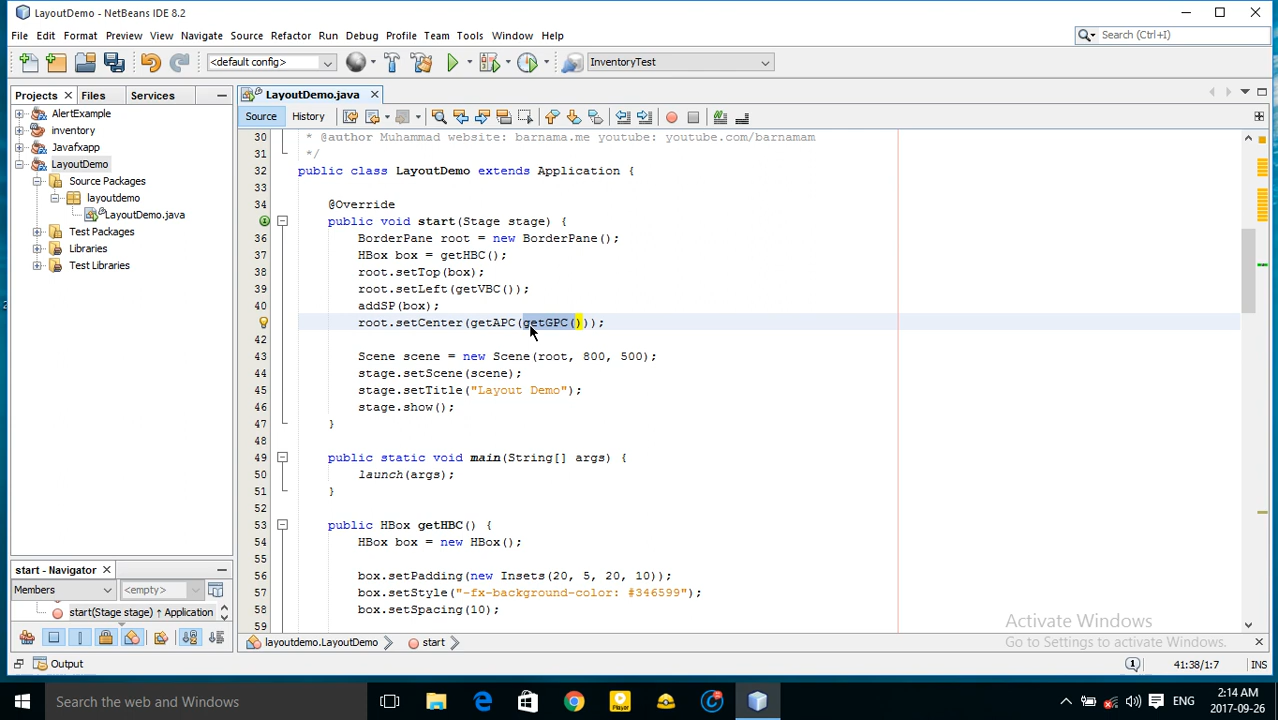 LayoutDemo - NetBeans IDE 8.2
File Edit Format Preview View Navigate Source Refactor Run Debug Profile Team Tools Window Help
Search (Ctrl+I)
<default config>
InventoryTest
Projects Files Services
LayoutDemo.java
AlertExample
inventory
Javafxapp
LayoutDemo
Source Packages
layoutdemo
LayoutDemo.java
Test Packages
Libraries
Test Libraries
Source History
30 * @author Muhammad website: barnama.me youtube: youtube.com/barnamam
31 */
32 public class LayoutDemo extends Application {
33
34 @Override
public void start(Stage stage) {
36 BorderPane root = new BorderPane();
37 HBox box = getHBC();
38 root.setTop(box);
39 root.setLeft(getVBC());
40 addSP(box);
root.setCenter(getAPC(getGPC()));
42
43 Scene scene = new Scene(root, 800, 500);
44 stage.setScene(scene);
45 stage.setTitle("Layout Demo");
46 stage.show();
47 }
48
49 public static void main(String[] args) {
50 launch(args);
51 }
52
53 public HBox getHBC() {
54 HBox box = new HBox();
55
56 box.setPadding(new Insets(20, 5, 20, 10));
57 box.setStyle("-fx-background-color: #346599");
58 box.setSpacing(10);
59
start - Navigator
Members <empty>
start(Stage stage) ↑ Application
layoutdemo.LayoutDemo start
Output
Activate Windows
Go to Settings to activate Windows.
1 41:38/1:7 INS
Search the web and Windows
Player
ENG
2:14 AM
2017-09-26